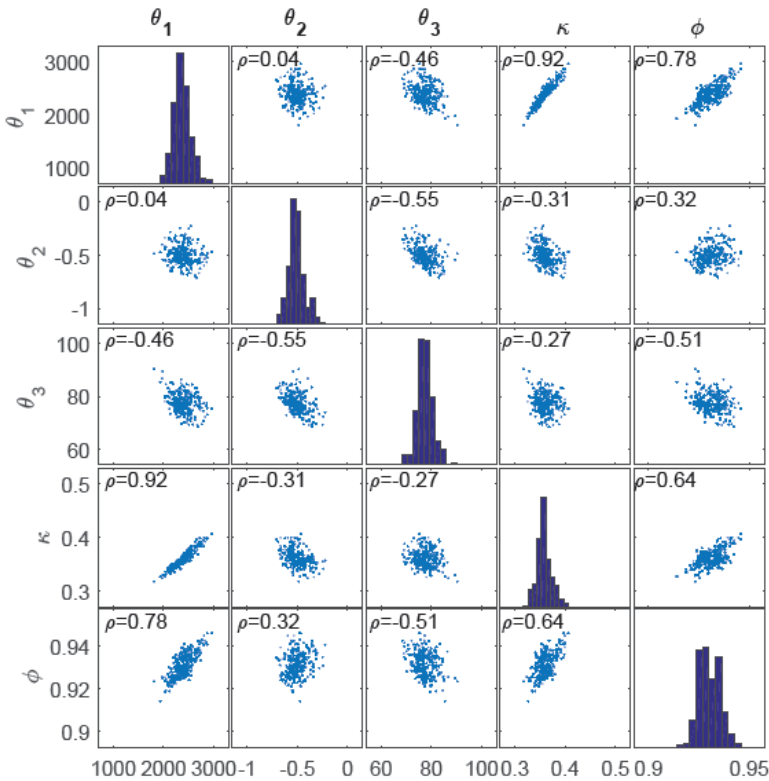 θ1 θ2 θ3 κ φ
θ1 3000 2000 1000 ρ=0.04 ρ=-0.46 ρ=0.92 ρ=0.78
θ2 0 -0.5 -1 ρ=0.04 ρ=-0.55 ρ=-0.31 ρ=0.32
θ3 100 80 60 ρ=-0.46 ρ=-0.55 ρ=-0.27 ρ=-0.51
κ 0.5 0.4 0.3 ρ=0.92 ρ=-0.31 ρ=-0.27 ρ=0.64
φ 0.94 0.92 0.9 ρ=0.78 ρ=0.32 ρ=-0.51 ρ=0.64
1000 2000 3000 -1 -0.5 0 60 80 100 0.3 0.4 0.5 0.9 0.95